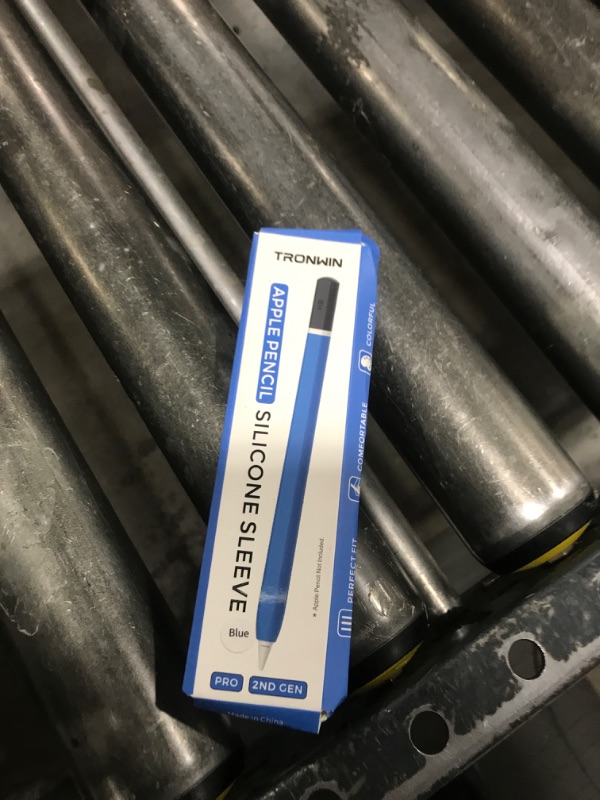 TRONWIN
APPLE PENCIL SILICONE SLEEVE
* Apple Pencil Not Included.
Blue
PRO
2ND GEN
COLORFUL
COMFORTABLE
PERFECT FIT
Made in China